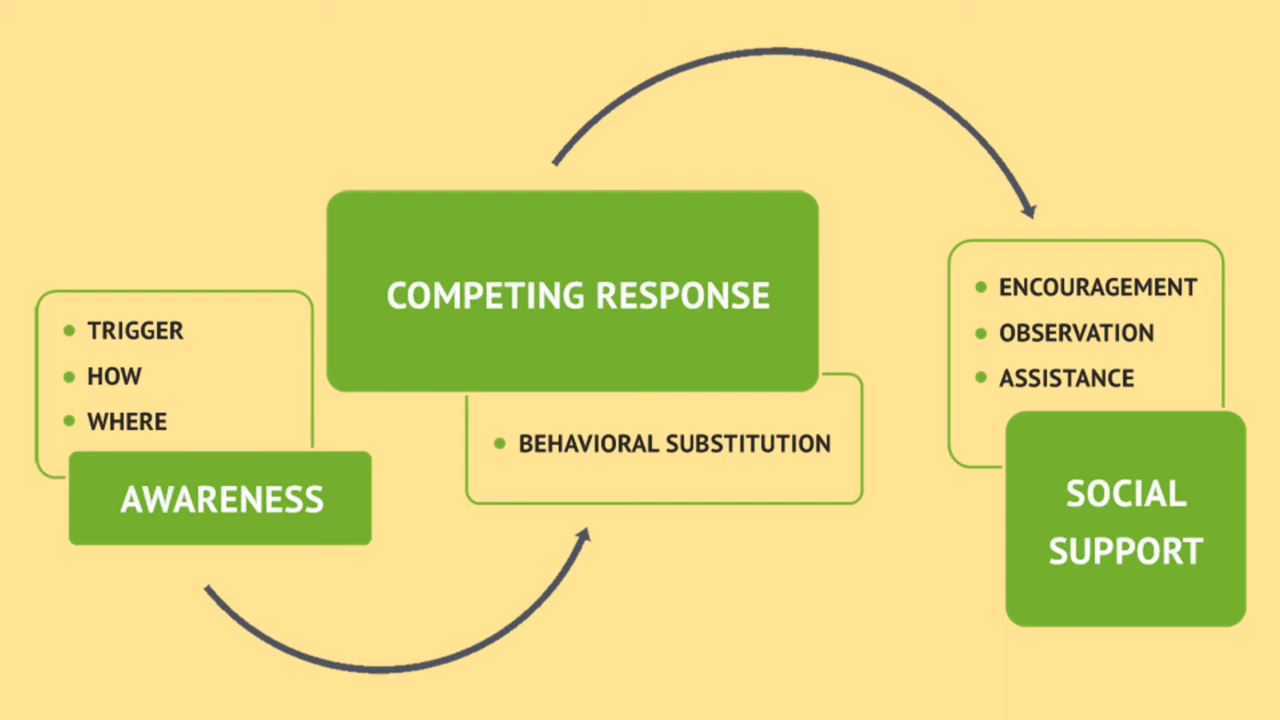 TRIGGER
HOW
WHERE
AWARENESS
COMPETING RESPONSE
BEHAVIORAL SUBSTITUTION
ENCOURAGEMENT
OBSERVATION
ASSISTANCE
SOCIAL
SUPPORT